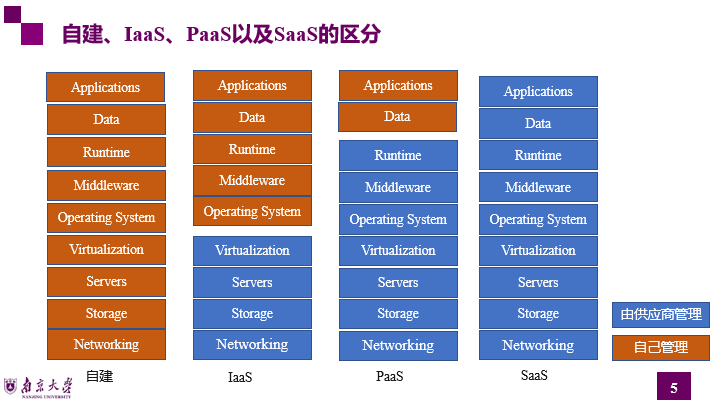 自建、IaaS、PaaS以及SaaS的区分
Applications
Data
Runtime
Middleware
Operating System
Virtualization
Servers
Storage
Networking
自建
Applications
Data
Runtime
Middleware
Operating System
Virtualization
Servers
Storage
Networking
IaaS
Applications
Data
Runtime
Middleware
Operating System
Virtualization
Servers
Storage
Networking
PaaS
Applications
Data
Runtime
Middleware
Operating System
Virtualization
Servers
Storage
Networking
SaaS
由供应商管理
自己管理
南京大学
NANJING UNIVERSITY
5